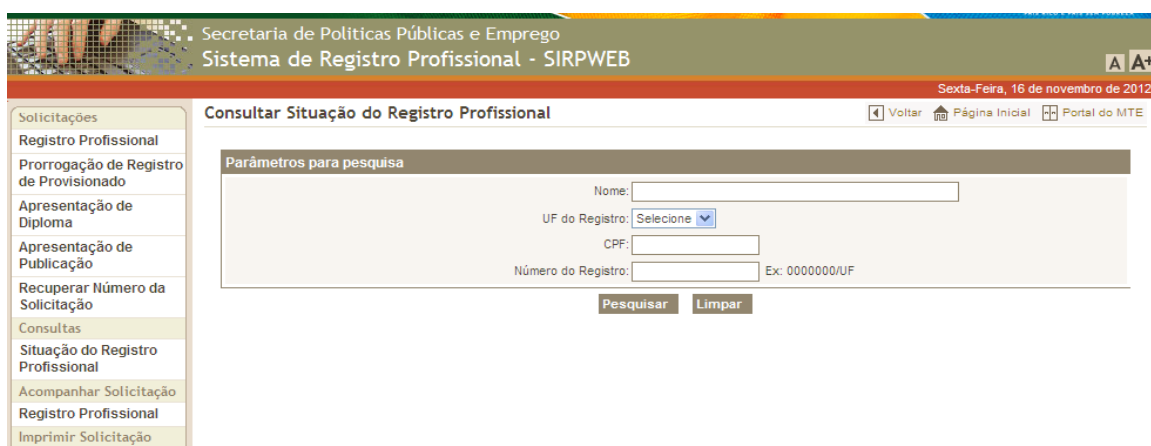 Secretaria de Politicas Públicas e Emprego
Sistema de Registro Profissional - SIRPWEB
A A+
Sexta-Feira, 16 de novembro de 2012
Solicitações
Registro Profissional
Prorrogação de Registro
de Provisionado
Apresentação de
Diploma
Apresentação de
Publicação
Recuperar Número da
Solicitação
Consultas
Situação do Registro
Profissional
Acompanhar Solicitação
Registro Profissional
Imprimir Solicitação
Consultar Situação do Registro Profissional
Voltar Página Inicial Portal do MTE
Parâmetros para pesquisa
Nome:
UF do Registro: Selecione
CPF:
Número do Registro: Ex: 0000000/UF
Pesquisar Limpar